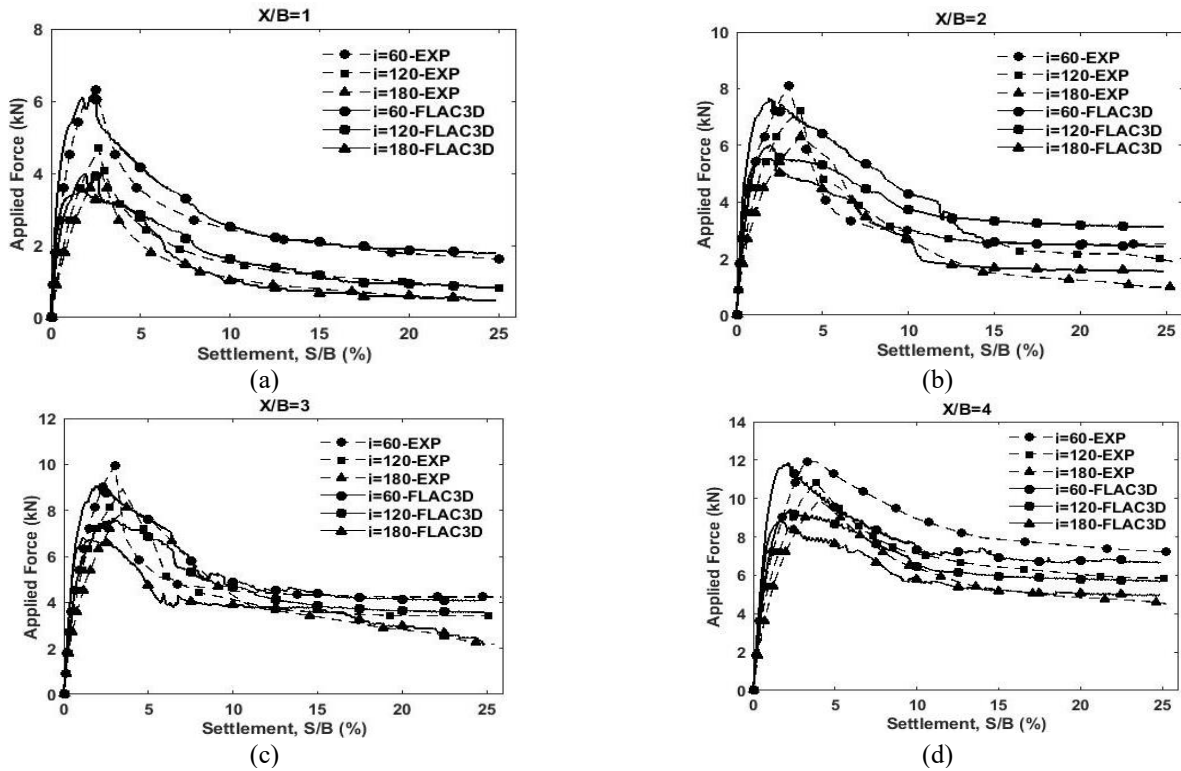 X/B=1
8
6
4
2
0
Applied Force (kN)
i=60-EXP
i=120-EXP
i=180-EXP
i=60-FLAC3D
i=120-FLAC3D
i=180-FLAC3D
0 5 10 15 20 25
Settlement, S/B (%)
(a)
X/B=2
10
8
6
4
2
0
Applied Force (kN)
i=60-EXP
i=120-EXP
i=180-EXP
i=60-FLAC3D
i=120-FLAC3D
i=180-FLAC3D
0 5 10 15 20 25
Settlement, S/B (%)
(b)
X/B=3
12
10
8
6
4
2
0
Applied Force (kN)
i=60-EXP
i=120-EXP
i=180-EXP
i=60-FLAC3D
i=120-FLAC3D
i=180-FLAC3D
0 5 10 15 20 25
Settlement, S/B (%)
(c)
X/B=4
14
12
10
8
6
4
2
0
Applied Force (kN)
i=60-EXP
i=120-EXP
i=180-EXP
i=60-FLAC3D
i=120-FLAC3D
i=180-FLAC3D
0 5 10 15 20 25
Settlement, S/B (%)
(d)